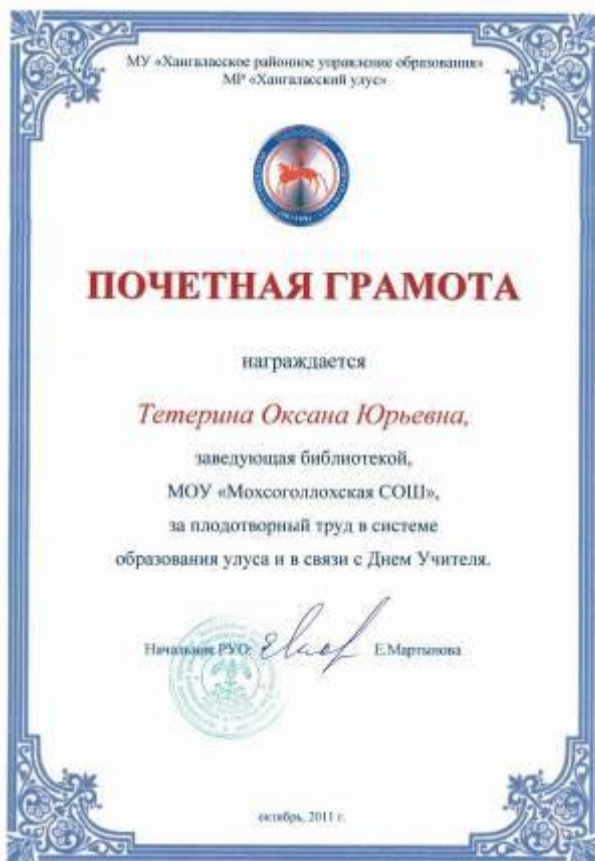 МУ «Хангаласское районное управление образования»
МР «Хангаласский улус»
ПОЧЕТНАЯ ГРАМОТА
награждается
Тетерина Оксана Юрьевна,
заведующая библиотекой,
МОУ «Мохсоголлохская СОШ»,
за плодотворный труд в системе
образования улуса и в связи с Днем Учителя.
Начальник РУО: Е.Мартынова
октябрь, 2011 г.